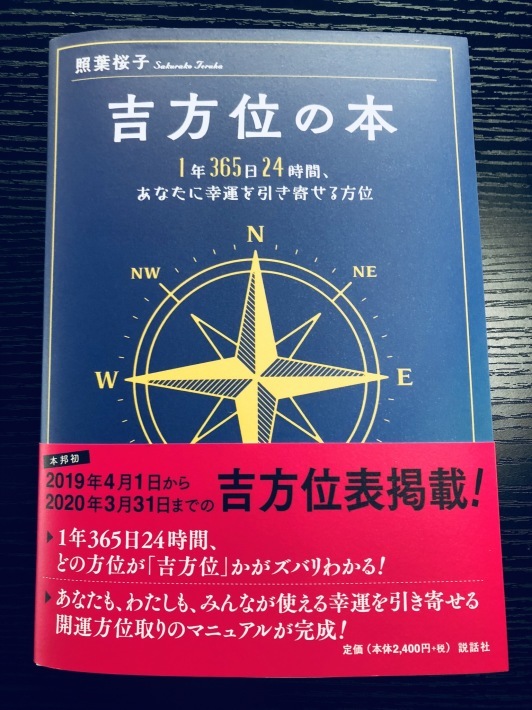 照葉桜子 Sakurako Teruha
吉方位の本
1年365日24時間、
あなたに幸運を引き寄せる方位
N
NW
NE
W
E
本邦初
2019年4月1日から
2020年3月31日までの
吉方位表掲載!
▶1年365日24時間、
どの方位が「吉方位」かがズバリわかる!
▶あなたも、わたしも、みんなが使える幸運を引き寄せる
開運方位取りのマニュアルが完成!
定価(本体2,400円+税) 説話社